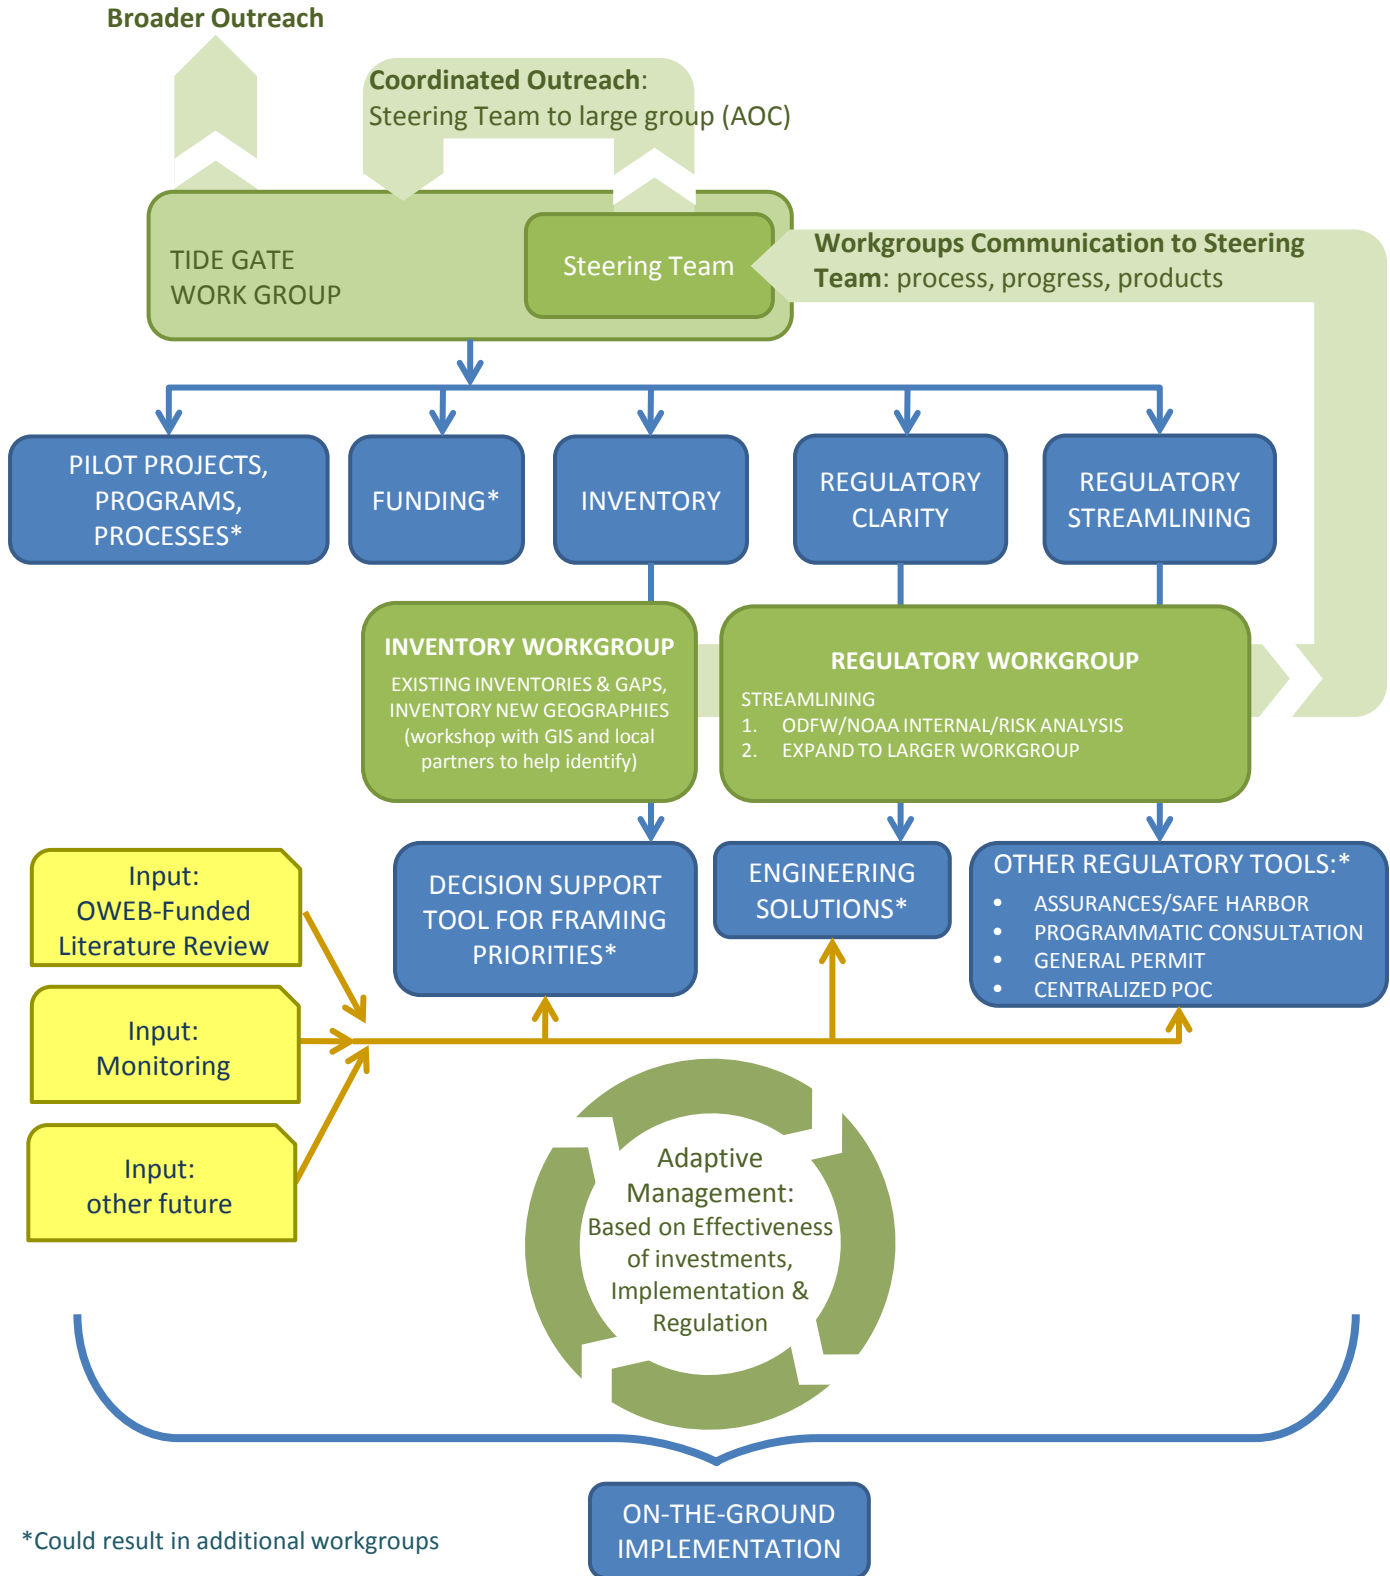 Broader Outreach
Coordinated Outreach:
Steering Team to large group (AOC)
TIDE GATE
WORK GROUP
Steering Team
Workgroups Communication to Steering
Team: process, progress, products
PILOT PROJECTS,
PROGRAMS,
PROCESSES*
FUNDING*
INVENTORY
REGULATORY
CLARITY
REGULATORY
STREAMLINING
INVENTORY WORKGROUP
EXISTING INVENTORIES & GAPS,
INVENTORY NEW GEOGRAPHIES
(workshop with GIS and local
partners to help identify)
REGULATORY WORKGROUP
STREAMLINING
1. ODFW/NOAA INTERNAL/RISK ANALYSIS
2. EXPAND TO LARGER WORKGROUP
Input:
OWEB-Funded
Literature Review
Input:
Monitoring
Input:
other future
DECISION SUPPORT
TOOL FOR FRAMING
PRIORITIES*
ENGINEERING
SOLUTIONS*
OTHER REGULATORY TOOLS:*
• ASSURANCES/SAFE HARBOR
• PROGRAMMATIC CONSULTATION
• GENERAL PERMIT
• CENTRALIZED POC
Adaptive
Management:
Based on Effectiveness
of investments,
Implementation &
Regulation
ON-THE-GROUND
IMPLEMENTATION
*Could result in additional workgroups